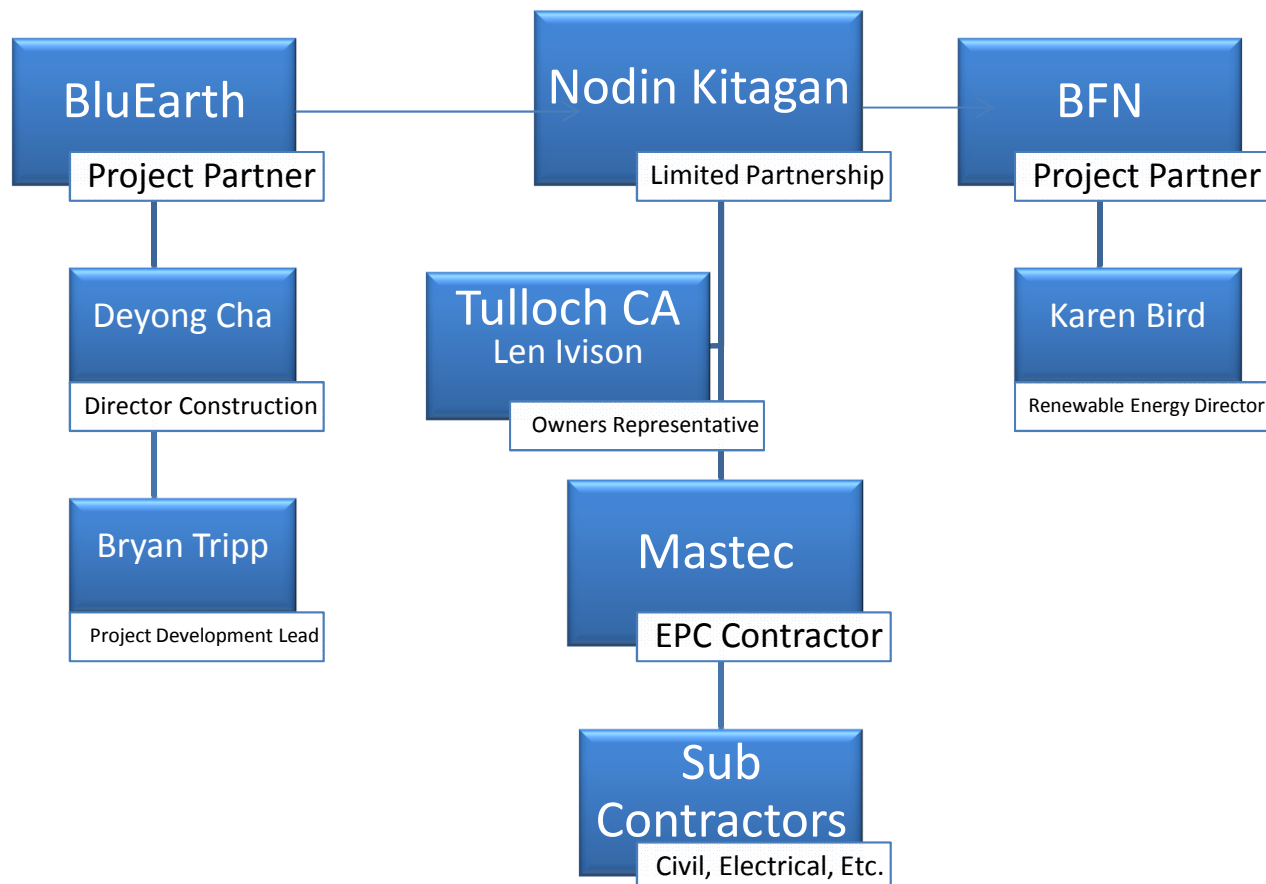 BluEarth
Project Partner
Nodin Kitagan
Limited Partnership
BFN
Project Partner
Deyong Cha
Director Construction
Tulloch CA
Len Ivison
Owners Representative
Karen Bird
Renewable Energy Director
Bryan Tripp
Project Development Lead
Mastec
EPC Contractor
Sub
Contractors
Civil, Electrical, Etc.